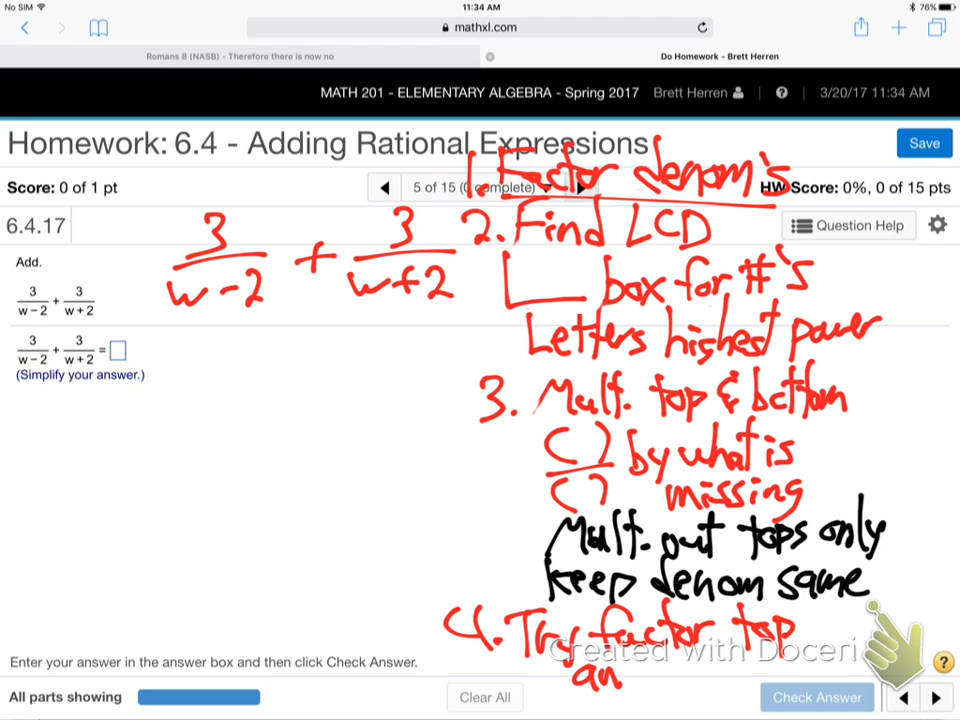 No SIM
11:34 AM
76%
mathxl.com
Romans 8 (NASB) - Therefore there is now no
Do Homework - Brett Herren
MATH 201 - ELEMENTARY ALGEBRA - Spring 2017 Brett Herren ? 3/20/17 11:34 AM
Homework: 6.4 - Adding Rational Expressions
Save
1. Factor denom's
Score: 0 of 1 pt
5 of 15 (0 complete)
HW Score: 0%, 0 of 15 pts
6.4.17
Question Help
2. Find LCD
box for #'s
Letters highest power
3. Mult. top & bottom
( )/( ) by what is
missing
Mult. out tops only
keep denom same
4. Try factor top
an
3/(w-2) + 3/(w+2)
Add.
3/(w-2) + 3/(w+2)
3/(w-2) + 3/(w+2) =
(Simplify your answer.)
Created with Doceri
Enter your answer in the answer box and then click Check Answer.
?
All parts showing
Clear All
Check Answer